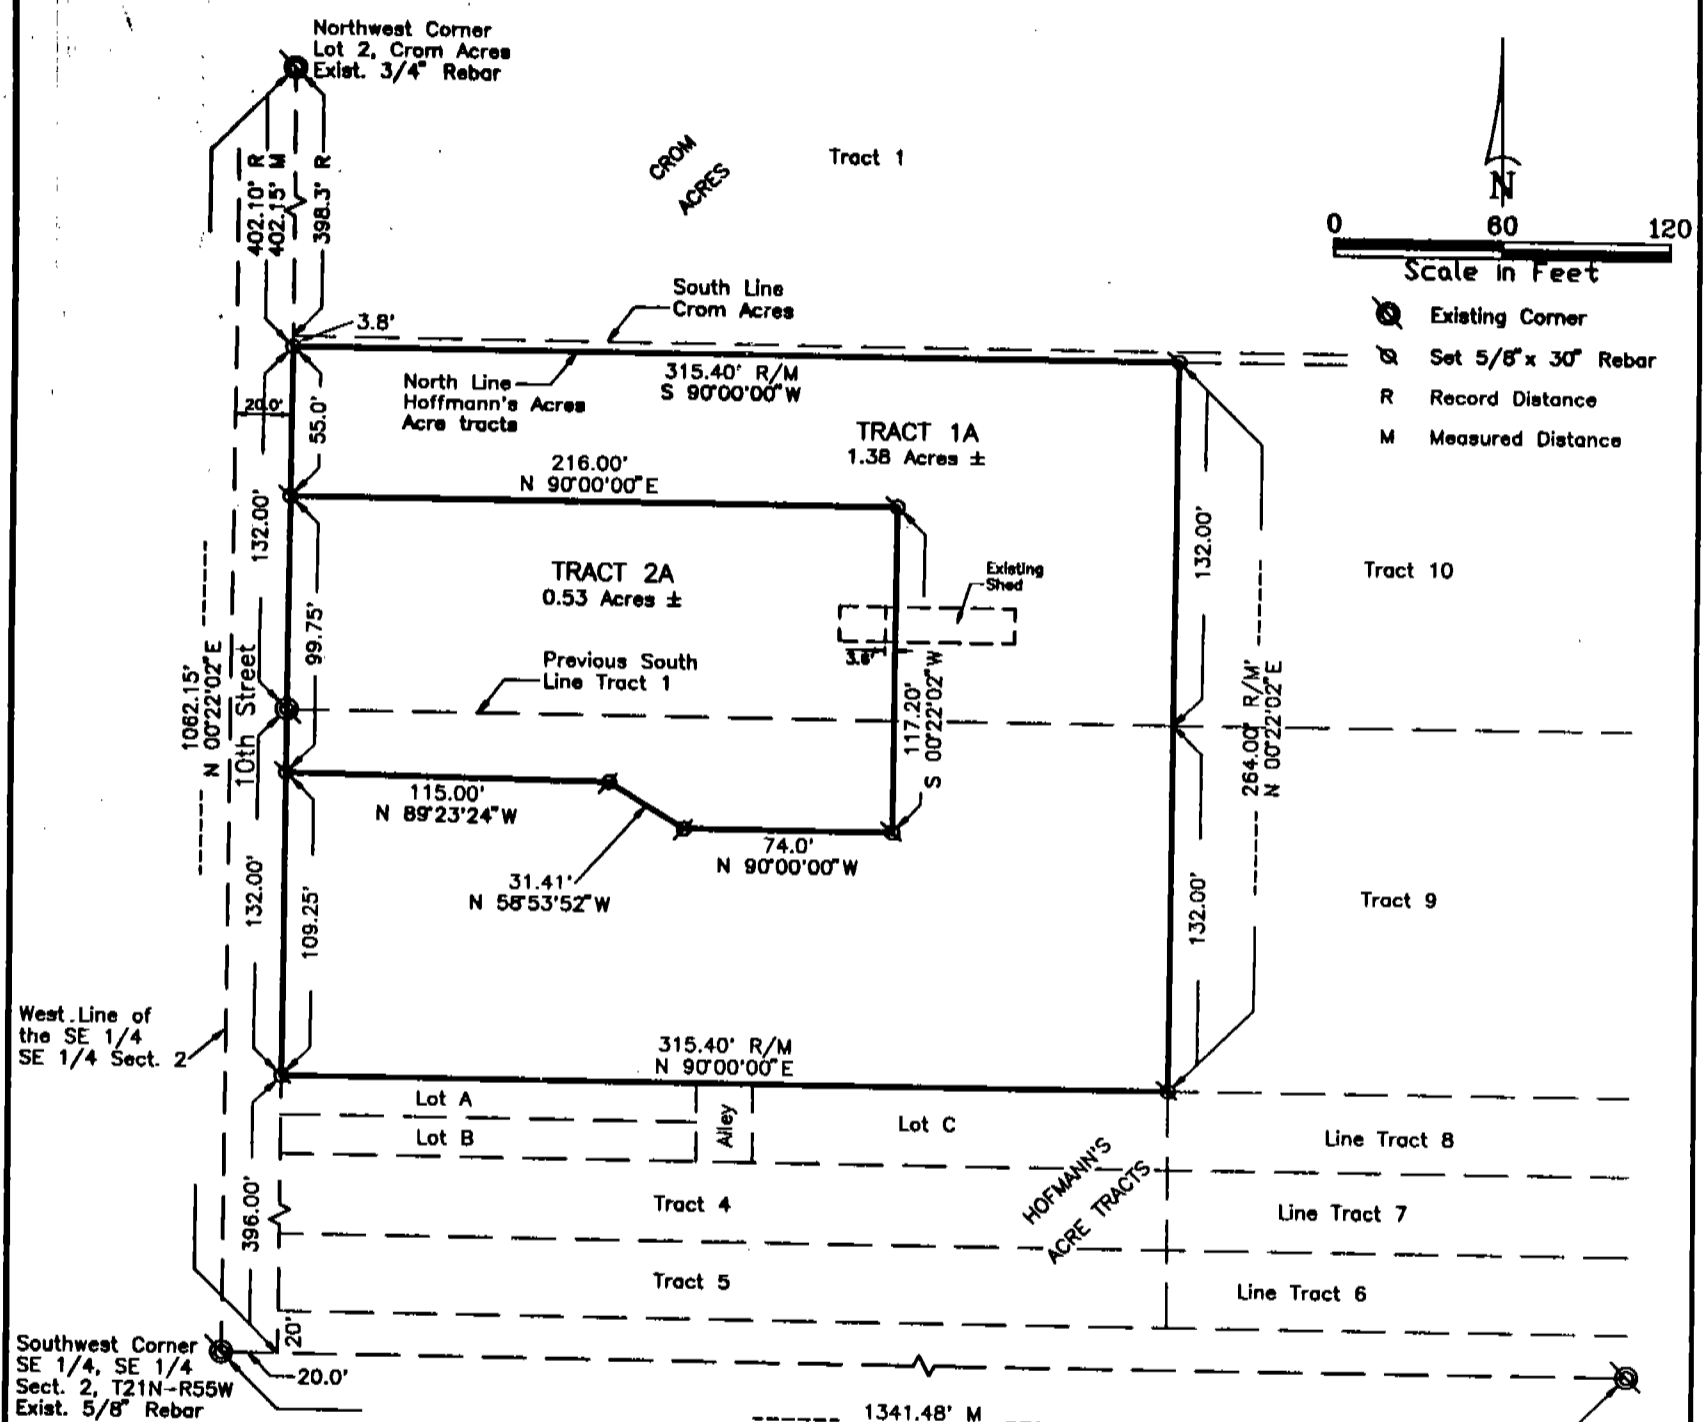 Northwest Corner
Lot 2, Crom Acres
Exist. 3/4" Rebar
402.10' R
402.15' M
398.3' R
CROM
ACRES
Tract 1
N
0 60 120
Scale in Feet
Existing Corner
Set 5/8"x 30" Rebar
R Record Distance
M Measured Distance
South Line
Crom Acres
3.8'
315.40' R/M
S 90°00'00"W
North Line
Hoffmann's Acres
Acre tracts
20.0'
55.0'
TRACT 1A
1.38 Acres ±
216.00'
N 90°00'00"E
132.00'
132.00'
TRACT 2A
0.53 Acres ±
Existing
Shed
Tract 10
99.75'
Previous South
Line Tract 1
117.20'
S 00°22'02"W
264.00' R/M'
N 00°22'02"E
1062.15'
N 00°22'02"E
10th Street
115.00'
N 89°23'24"W
74.0'
N 90°00'00"W
31.41'
N 58°53'52"W
132.00'
109.25'
132.00'
Tract 9
West Line of
the SE 1/4
SE 1/4 Sect. 2
315.40' R/M
N 90°00'00"E
Lot A
Lot B
Alley
Lot C
Line Tract 8
HOFMANN'S
ACRE TRACTS
396.00'
Tract 4
Line Tract 7
Tract 5
Line Tract 6
20'
Southwest Corner
SE 1/4, SE 1/4
Sect. 2, T21N-R55W
Exist. 5/8" Rebar
20.0'
1341.48' M